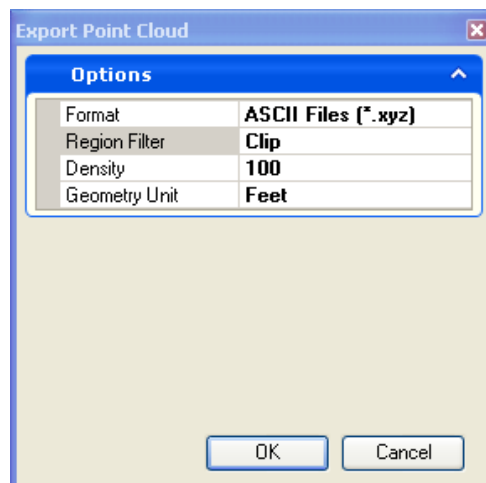 Export Point Cloud
Options
Format ASCII Files (*.xyz)
Region Filter Clip
Density 100
Geometry Unit Feet
OK Cancel